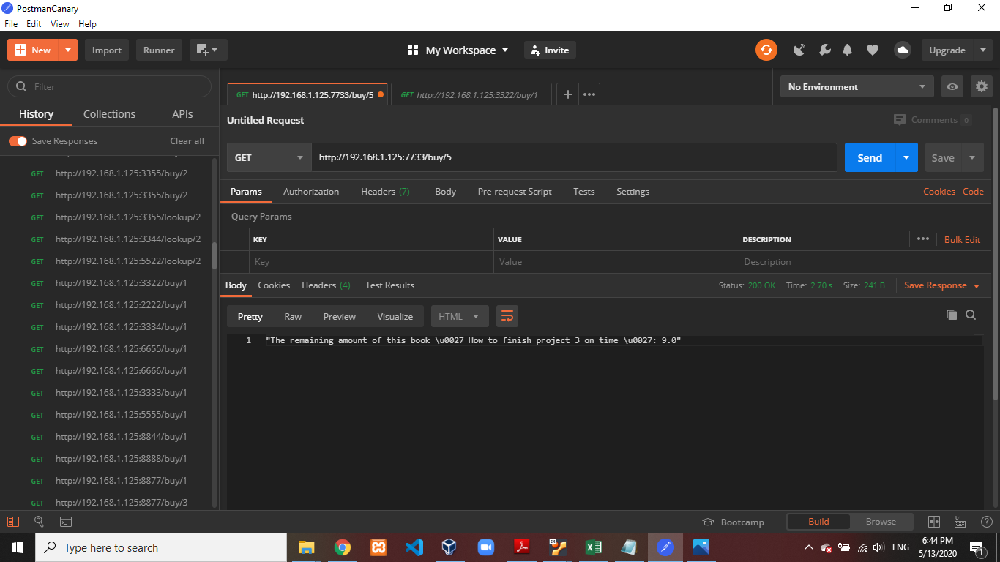 PostmanCanary
File Edit View Help
New Import Runner My Workspace Invite Upgrade
Filter
History Collections APIs
Save Responses Clear all
GET http://192.168.1.125:3355/buy/2
GET http://192.168.1.125:3355/buy/2
GET http://192.168.1.125:3355/lookup/2
GET http://192.168.1.125:3344/lookup/2
GET http://192.168.1.125:5522/lookup/2
GET http://192.168.1.125:3322/buy/1
GET http://192.168.1.125:2222/buy/1
GET http://192.168.1.125:3334/buy/1
GET http://192.168.1.125:6655/buy/1
GET http://192.168.1.125:6666/buy/1
GET http://192.168.1.125:3333/buy/1
GET http://192.168.1.125:5555/buy/1
GET http://192.168.1.125:8844/buy/1
GET http://192.168.1.125:8888/buy/1
GET http://192.168.1.125:8877/buy/1
GET http://192.168.1.125:8877/buy/3
GET http://192.168.1.125:7733/buy/5 GET http://192.168.1.125:3322/buy/1 No Environment
Untitled Request Comments 0
GET http://192.168.1.125:7733/buy/5 Send Save
Params Authorization Headers (7) Body Pre-request Script Tests Settings Cookies Code
Query Params
KEY VALUE DESCRIPTION Bulk Edit
Key Value Description
Body Cookies Headers (4) Test Results Status: 200 OK Time: 2.70 s Size: 241 B Save Response
Pretty Raw Preview Visualize HTML
1 "The remaining amount of this book \u0027 How to finish project 3 on time \u0027: 9.0"
Bootcamp Build Browse
Type here to search ENG 6:44 PM
5/13/2020 1